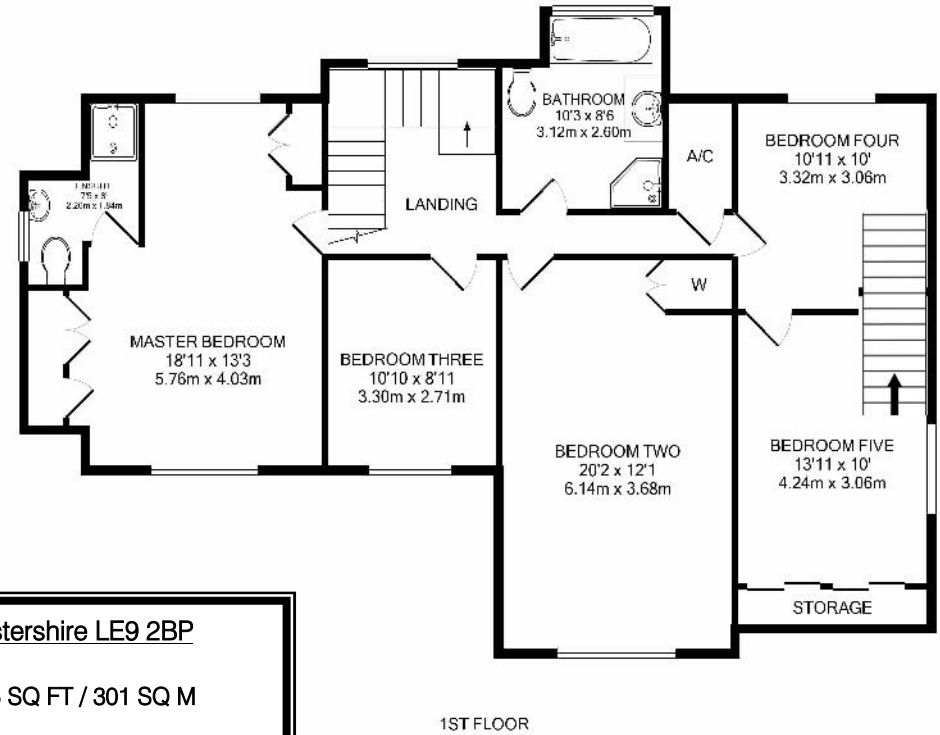 BATHROOM
10'3 x 8'6
3.12m x 2.60m
A/C
BEDROOM FOUR
10'11 x 10'
3.32m x 3.06m
LANDING
W
MASTER BEDROOM
18'11 x 13'3
5.76m x 4.03m
BEDROOM THREE
10'10 x 8'11
3.30m x 2.71m
BEDROOM TWO
20'2 x 12'1
6.14m x 3.68m
BEDROOM FIVE
13'11 x 10'
4.24m x 3.06m
STORAGE
stershire LE9 2BP
SQ FT / 301 SQ M
1ST FLOOR